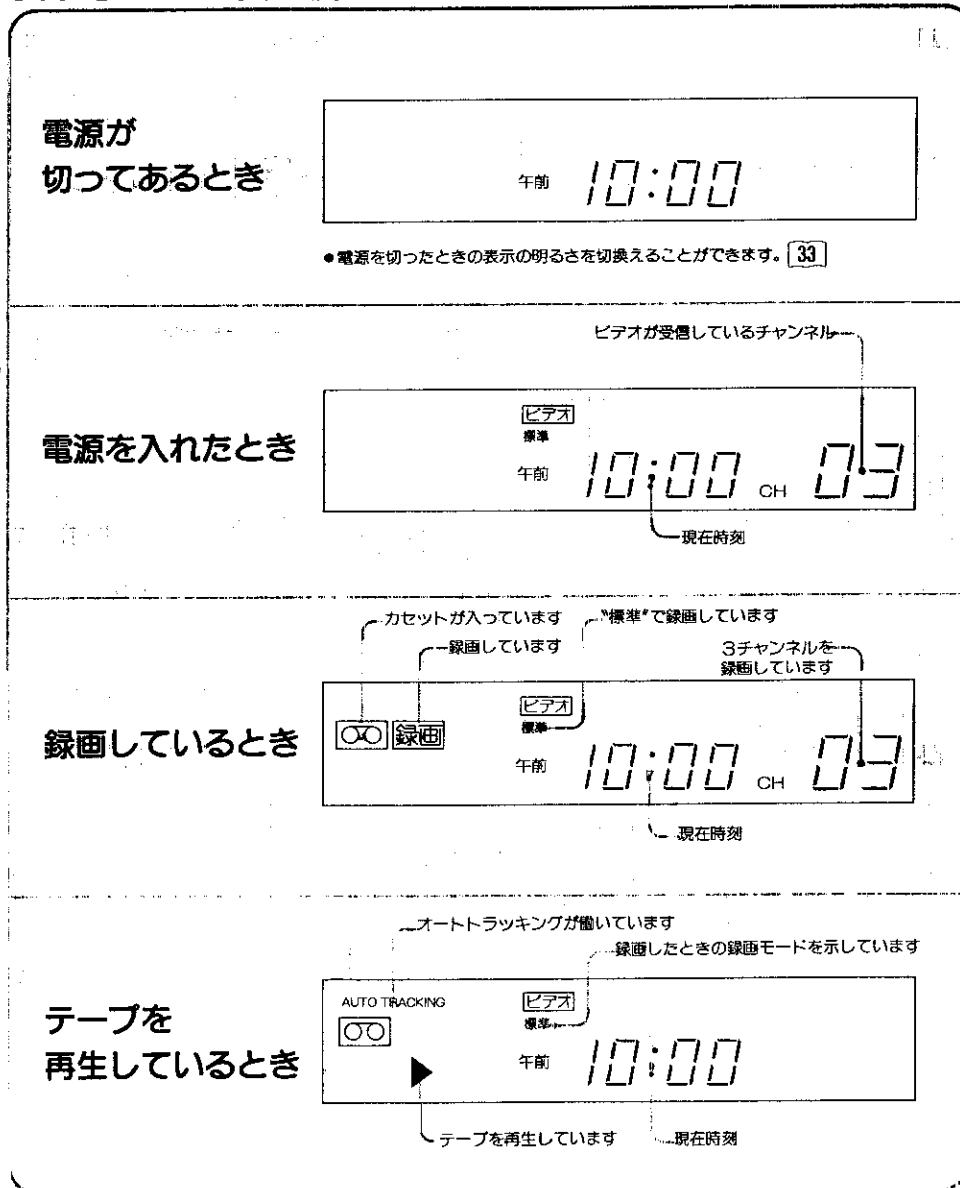 電源が
切ってあるとき
午前 10:00
●電源を切ったときの表示の明るさを切換えることができます。 33
ビデオが受信しているチャンネル
電源を入れたとき
ビデオ
標準
午前 10:00 CH 03
現在時刻
カセットが入っています
"標準"で録画しています
録画しています
3チャンネルを
録画しています
録画しているとき
録画
ビデオ
標準
午前 10:00 CH 03
現在時刻
オートトラッキングが働いています
録画したときの録画モードを示しています
テープを
再生しているとき
AUTO TRACKING
ビデオ
標準
午前 10:00
テープを再生しています
現在時刻